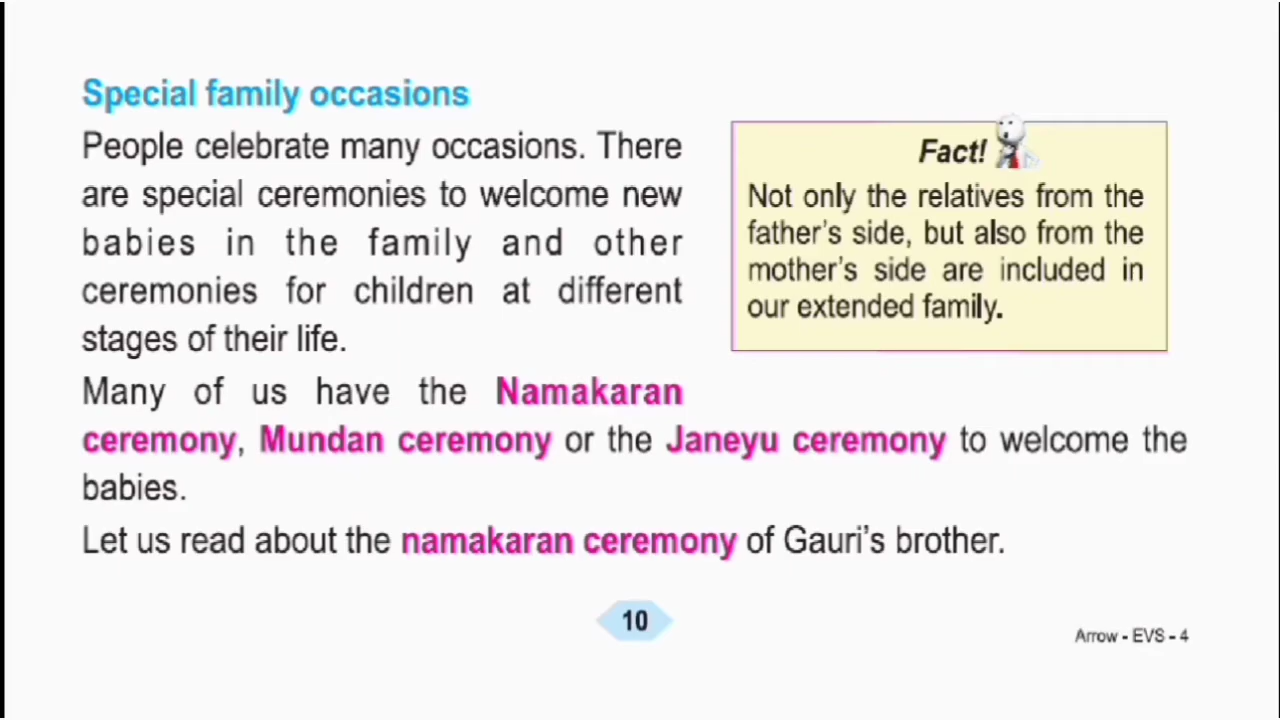 Special family occasions
People celebrate many occasions. There
are special ceremonies to welcome new
babies in the family and other
ceremonies for children at different
stages of their life.
Fact!
Not only the relatives from the
father's side, but also from the
mother's side are included in
our extended family.
Many of us have the Namakaran
ceremony, Mundan ceremony or the Janeyu ceremony to welcome the
babies.
Let us read about the namakaran ceremony of Gauri's brother.
10
Arrow - EVS - 4